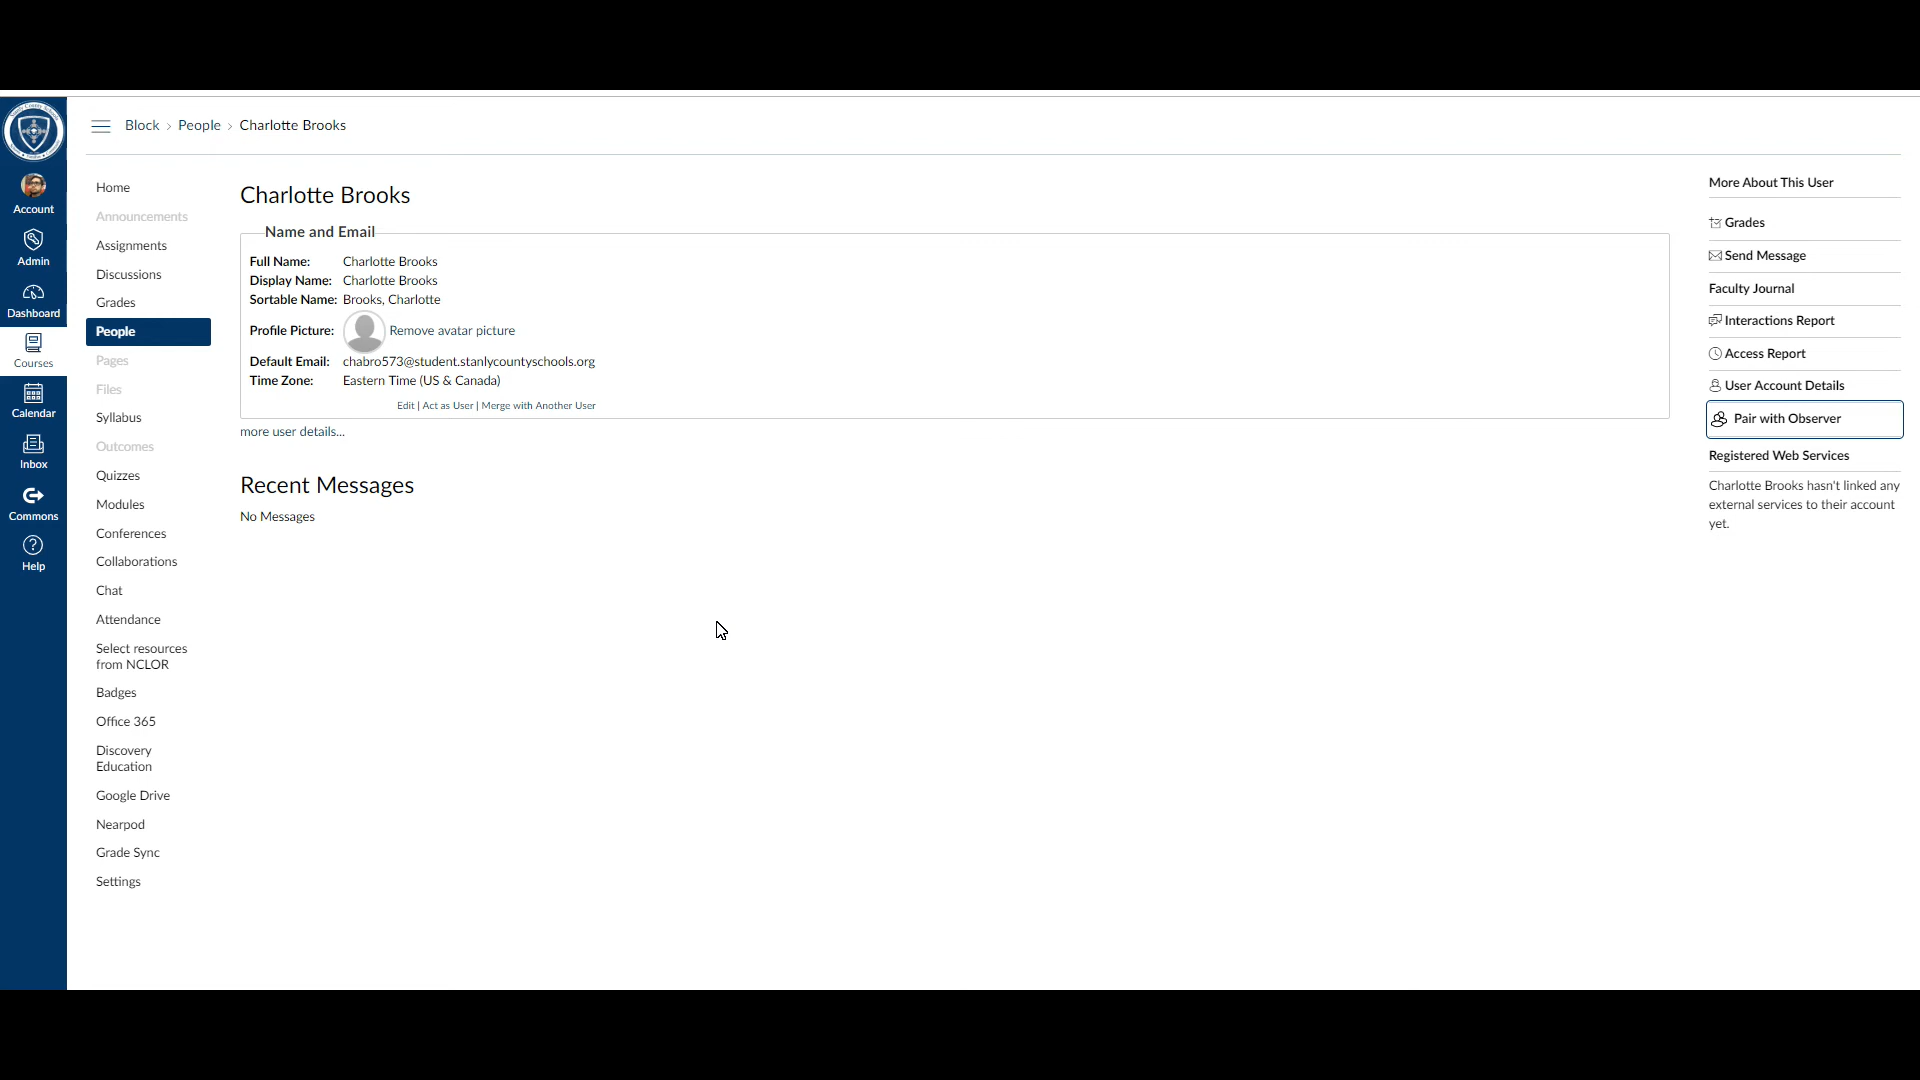 Block › People › Charlotte Brooks
Account
Admin
Dashboard
Courses
Calendar
Inbox
Commons
Help
Home
Announcements
Assignments
Discussions
Grades
People
Pages
Files
Syllabus
Outcomes
Quizzes
Modules
Conferences
Collaborations
Chat
Attendance
Select resources
from NCLOR
Badges
Office 365
Discovery
Education
Google Drive
Nearpod
Grade Sync
Settings
Charlotte Brooks
Name and Email
Full Name: Charlotte Brooks
Display Name: Charlotte Brooks
Sortable Name: Brooks, Charlotte
Profile Picture: Remove avatar picture
Default Email: chabro573@student.stanlycountyschools.org
Time Zone: Eastern Time (US & Canada)
Edit | Act as User | Merge with Another User
more user details...
Recent Messages
No Messages
More About This User
Grades
Send Message
Faculty Journal
Interactions Report
Access Report
User Account Details
Pair with Observer
Registered Web Services
Charlotte Brooks hasn't linked any
external services to their account
yet.